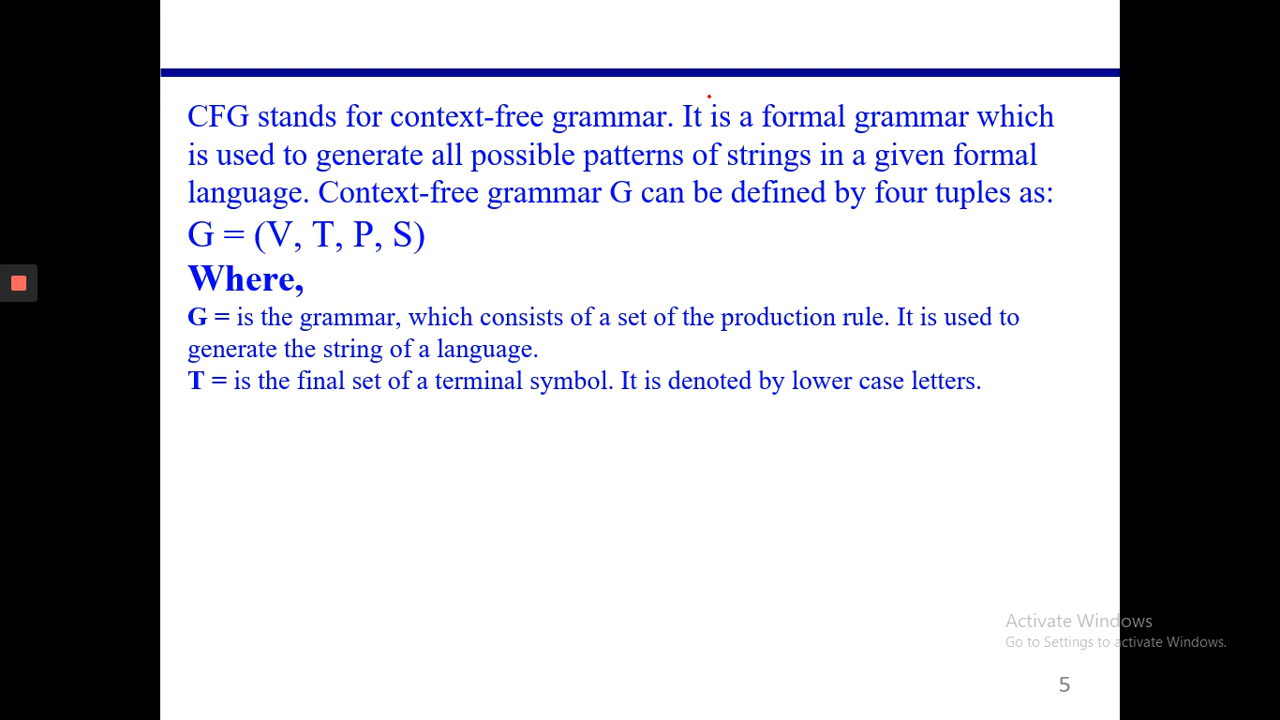 CFG stands for context-free grammar. It is a formal grammar which
is used to generate all possible patterns of strings in a given formal
language. Context-free grammar G can be defined by four tuples as:
G = (V, T, P, S)
Where,
G = is the grammar, which consists of a set of the production rule. It is used to
generate the string of a language.
T = is the final set of a terminal symbol. It is denoted by lower case letters.
Activate Windows
Go to Settings to activate Windows.
5